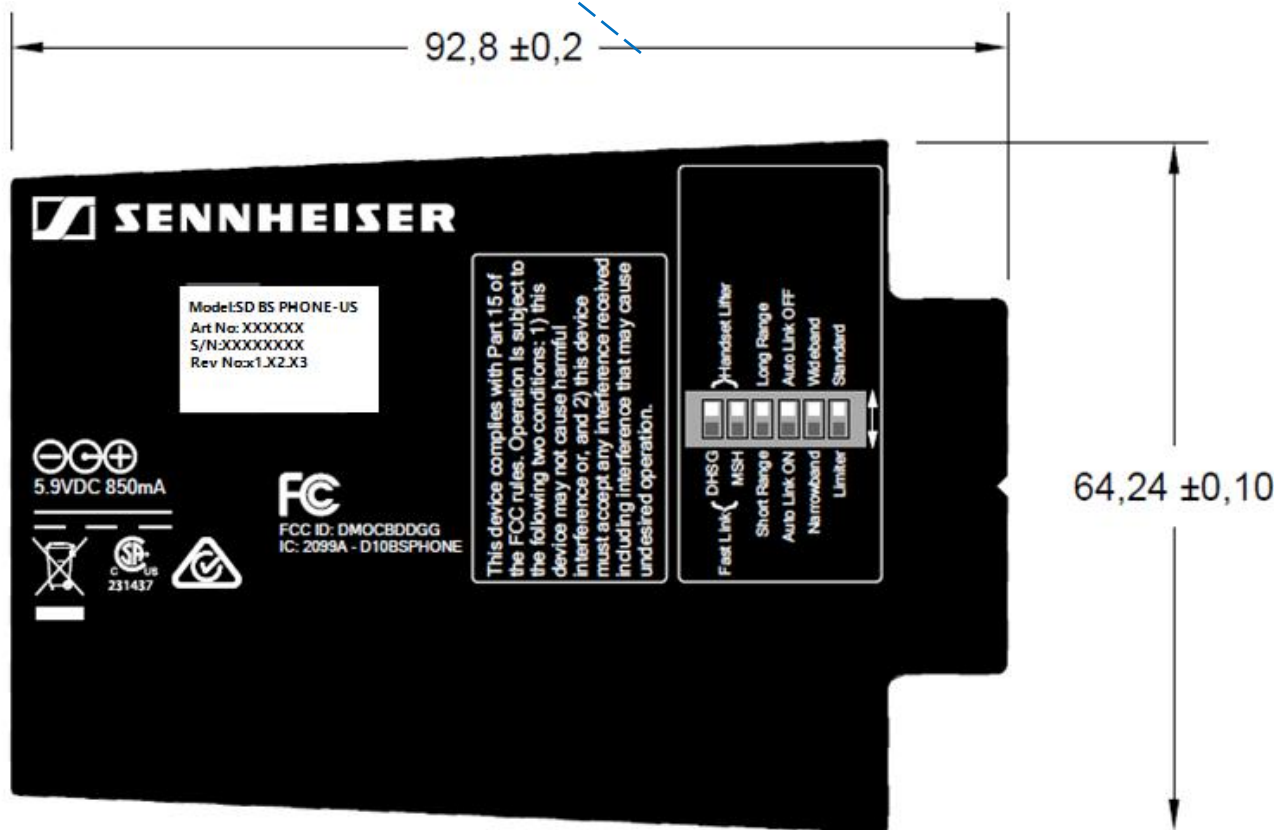 92,8 ±0,2
SENNHEISER
Model:SD BS PHONE-US
Art No: XXXXXX
S/N:XXXXXXXX
Rev No:x1.X2.X3
5.9VDC 850mA
FC
FCC ID: DMOCBDDGG
IC: 2099A - D10BSPHONE
SA
C US
231437
This device complies with Part 15 of
the FCC rules. Operation is subject to
the following two conditions: 1) this
device may not cause harmful
interference or, and 2) this device
must accept any interference received
including interference that may cause
undesired operation.
Fast Link{ DHSG }Handset Lifter
MSH
Short Range Long Range
Auto Link ON Auto Link OFF
Narrowband Wideband
Limiter Standard
64,24 ±0,10